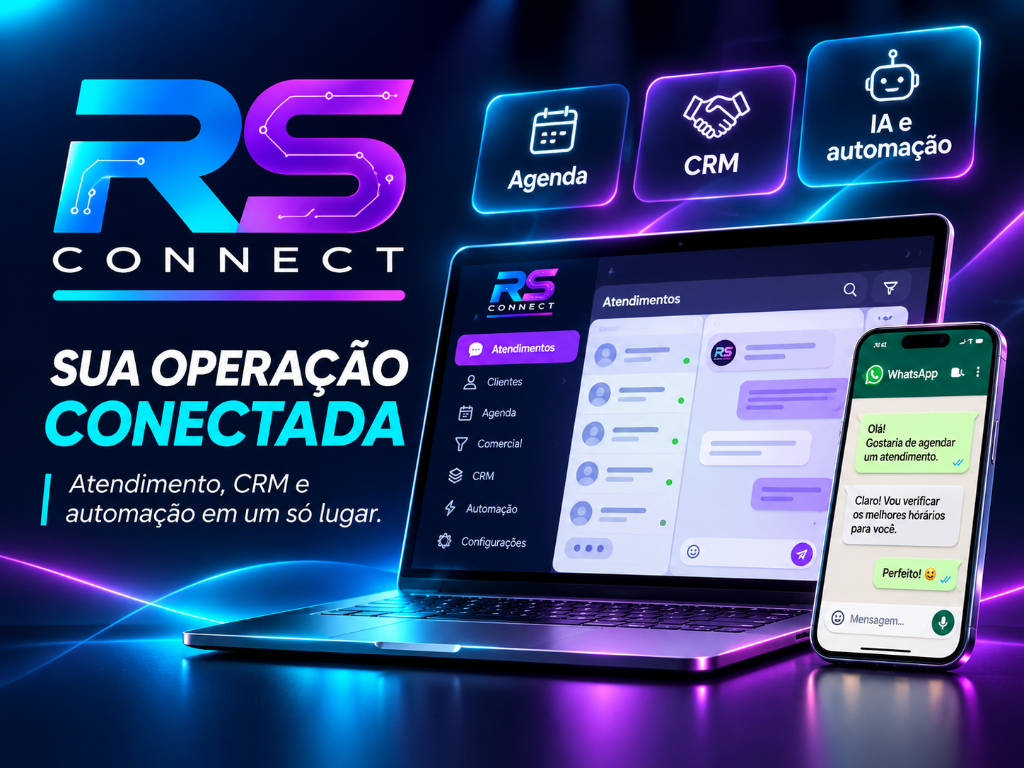 RS
CONNECT
SUA OPERAÇÃO
CONECTADA
Atendimento, CRM e
automação em um só lugar.
Agenda
CRM
IA e
automação
RS
CONNECT
Atendimentos
Clientes
Agenda
Comercial
CRM
Automação
Configurações
Atendimentos
RS
WhatsApp
Olá!
Gostaria de agendar
um atendimento.
Claro! Vou verificar
os melhores horários
para você.
Perfeito! 😀
Mensagem...